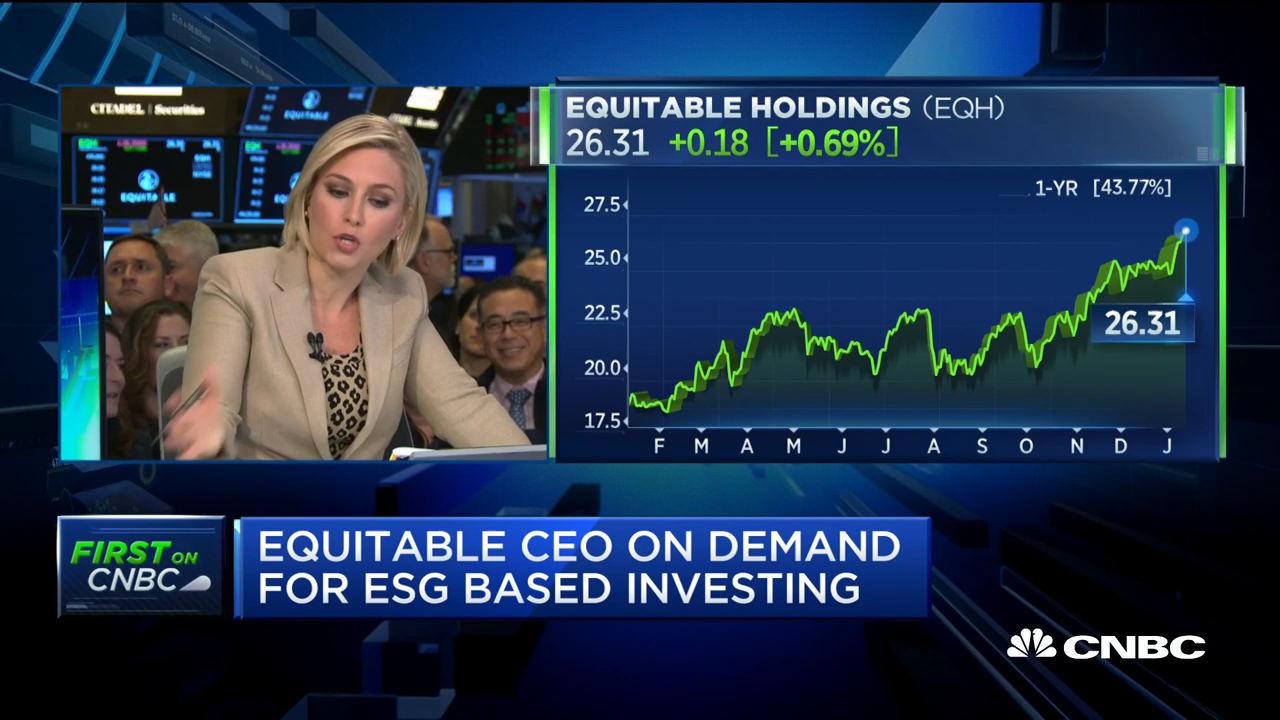 CITADEL | Securities
EQUITABLE
EQH
EQUITABLE
EQUITABLE HOLDINGS (EQH)
26.31 +0.18 [+0.69%]
1-YR [43.77%]
27.5
25.0
22.5
20.0
17.5
26.31
F M A M J J A S O N D J
FIRST ON
CNBC
EQUITABLE CEO ON DEMAND
FOR ESG BASED INVESTING
CNBC